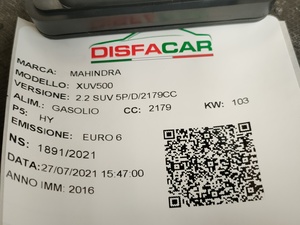 DISFACAR
MARCA: MAHINDRA
MODELLO: XUV500
VERSIONE: 2.2 SUV 5P/D/2179CC
ALIM.: GASOLIO CC: 2179 KW: 103
P5: HY
EMISSIONE: EURO 6
NS: 1891/2021
DATA:27/07/2021 15:47:00
ANNO IMM: 2016